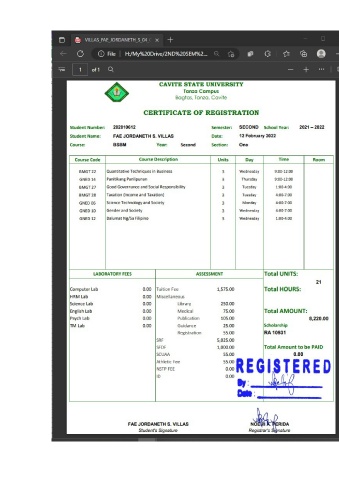 VILLAS_FAE_JORDANETH_S_04_
File | H:/My%20Drive/2ND%20SEM%2...
1 of 1
CAVITE STATE UNIVERSITY
Tanza Campus
Bagtas, Tanza, Cavite
CERTIFICATE OF REGISTRATION
Student Number: 202010612 Semester: SECOND School Year: 2021 – 2022
Student Name: FAE JORDANETH S. VILLAS Date: 12 February 2022
Course: BSBM Year: Second Section: One
Course Code Course Description Units Day Time Room
BMGT 22 Quantitative Techniques in Business 3 Wednesday 9:00-12:00
GNED 14 Panitikang Panlipunan 3 Thursday 9:00-12:00
BMGT 27 Good Governance and Social Responsibility 3 Tuesday 1:00-4:00
BMGT 28 Taxation (Income and Taxation) 3 Tuesday 4:00-7:00
GNED 06 Science Technology and Society 3 Monday 4:00-7:00
GNED 10 Gender and Society 3 Wednesday 4:00-7:00
GNED 12 Dalumat Ng/Sa Filipino 3 Wednesday 1:00-4:00
LABORATORY FEES ASSESSMENT Total UNITS:
21
Computer Lab 0.00 Tuition Fee 1,575.00 Total HOURS:
HRM Lab 0.00 Miscellaneous
Science Lab 0.00 Library 250.00
English Lab 0.00 Medical 75.00 Total AMOUNT:
Psych lab 0.00 Publication 105.00 8,220.00
TM Lab 0.00 Guidance 25.00 Scholarship
Registration 55.00 RA 10931
SRF 5,025.00
SFDF 1,000.00 Total Amount to be PAID
SCUAA 55.00 0.00
Athletic Fee 55.00
NSTP FEE 0.00
ID 0.00
REGISTERED
By:
Date:
FAE JORDANETH S. VILLAS
Student's Signature Registrar's Signature